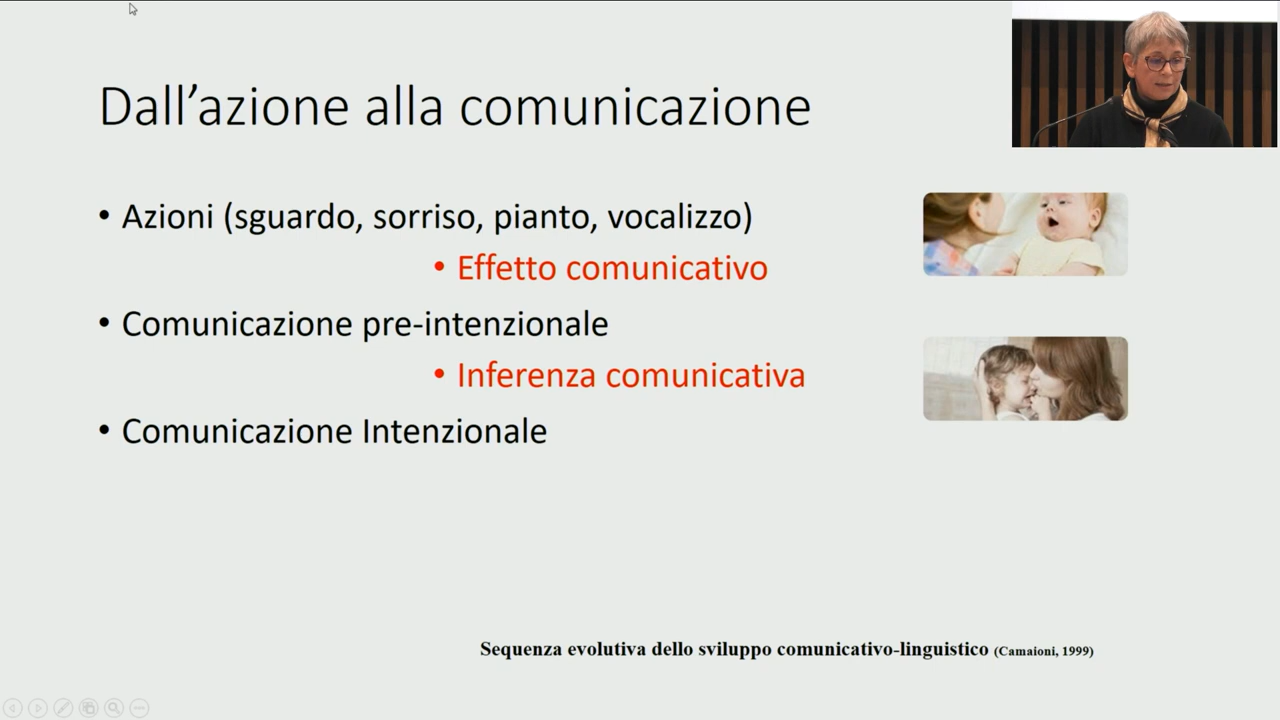 Dall’azione alla comunicazione
• Azioni (sguardo, sorriso, pianto, vocalizzo)
• Effetto comunicativo
• Comunicazione pre-intenzionale
• Inferenza comunicativa
• Comunicazione Intenzionale
Sequenza evolutiva dello sviluppo comunicativo-linguistico (Camaioni, 1999)